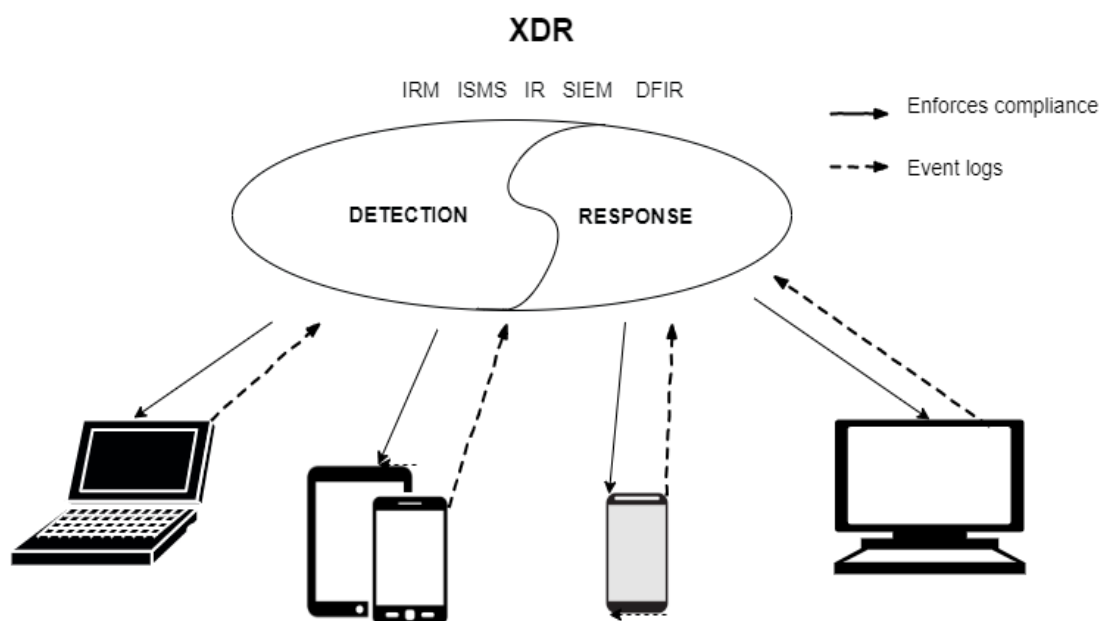 XDR
IRM ISMS IR SIEM DFIR
Enforces compliance
Event logs
DETECTION RESPONSE